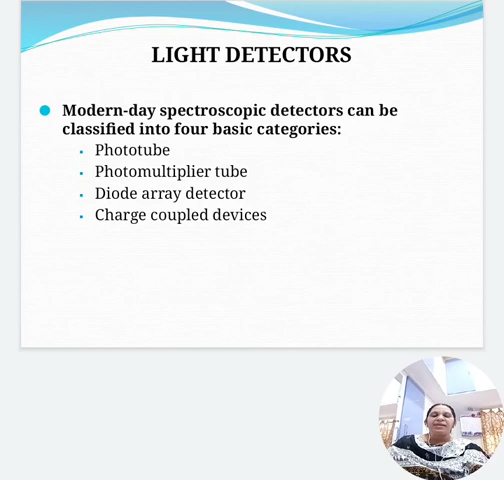 LIGHT DETECTORS
Modern-day spectroscopic detectors can be
classified into four basic categories:
Phototube
Photomultiplier tube
Diode array detector
Charge coupled devices